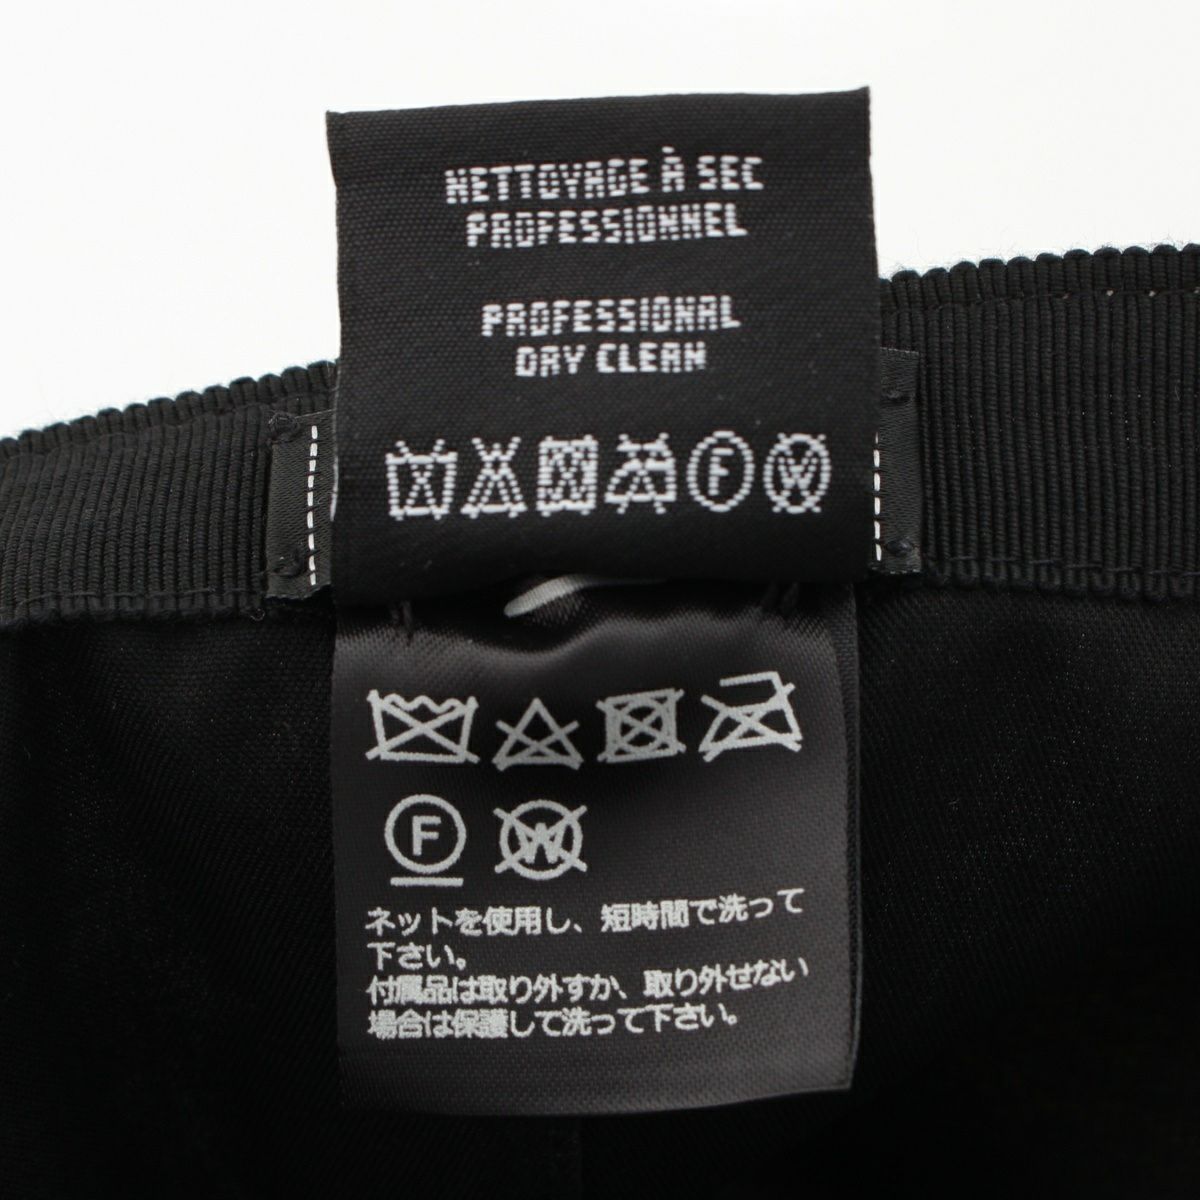 NETTOYAGE À SEC
PROFESSIONNEL
PROFESSIONAL
DRY CLEAN
F W
F W
ネットを使用し、短時間で洗って
下さい。
付属品は取り外すか、取り外せない
場合は保護して洗って下さい。